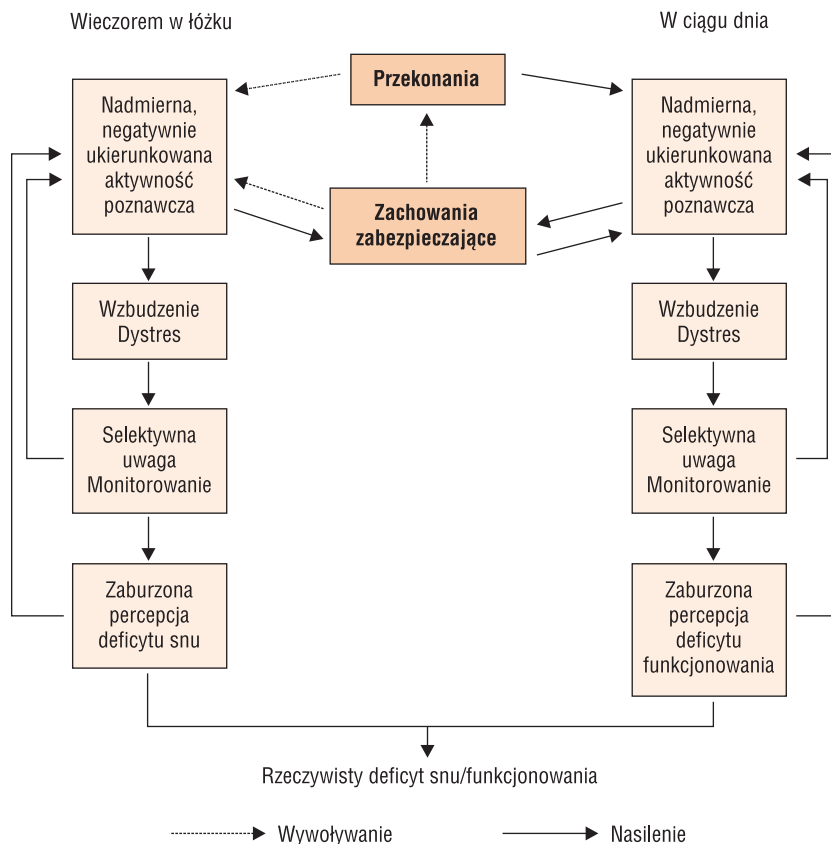 Wieczorem w łóżku
W ciągu dnia
Przekonania
Zachowania
zabezpieczające
Nadmierna,
negatywnie
ukierunkowana
aktywność
poznawcza
Wzbudzenie
Dystres
Selektywna
uwaga
Monitorowanie
Zaburzona
percepcja
deficytu snu
Nadmierna,
negatywnie
ukierunkowana
aktywność
poznawcza
Wzbudzenie
Dystres
Selektywna
uwaga
Monitorowanie
Zaburzona
percepcja
deficytu
funkcjonowania
Rzeczywisty deficyt snu/funkcjonowania
Wywoływanie
Nasilenie